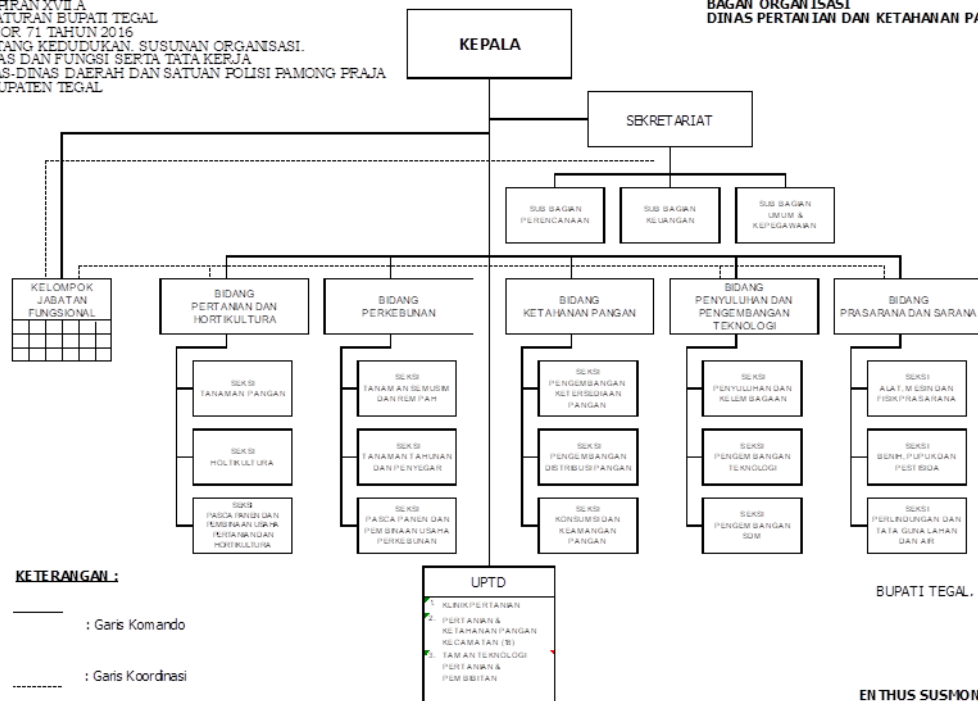 PIRAN XVII.A
ATURAN BUPATI TEGAL
OR 71 TAHUN 2016
TANG KEDUDUKAN, SUSUNAN ORGANISASI,
AS DAN FUNGSI SERTA TATA KERJA
AS-DINAS DAERAH DAN SATUAN POLISI PAMONG PRAJA
UPATEN TEGAL
BAGAN ORGANISASI
DINAS PERTANIAN DAN KETAHANAN PA
KEPALA
SEKRETARIAT
SUB BAGIAN
PERENCANAAN
SUB BAGIAN
KEUANGAN
SUB BAGIAN
UMUM &
KEPEGAWAIAN
KELOMPOK
JABATAN
FUNGSIONAL
BIDANG
PERTANIAN DAN
HORTIKULTURA
BIDANG
PERKEBUNAN
BIDANG
KETAHANAN PANGAN
BIDANG
PENYULUHAN DAN
PENGEMBANGAN
TEKNOLOGI
BIDANG
PRASARANA DAN SARANA
SEKSI
TANAMAN PANGAN
SEKSI
HOLTIKULTURA
SEKSI
PASCA PANEN DAN
PEMBINAAN USAHA
PERTANIAN DAN
HORTIKULTURA
SEKSI
TANAMAN SEMUSIM
DAN REMPAH
SEKSI
TANAMAN TAHUNAN
DAN PENYEGAR
SEKSI
PASCA PANEN DAN
PEMBINAAN USAHA
PERKEBUNAN
SEKSI
PENGEMBANGAN
KETERSEDIAAN
PANGAN
SEKSI
PENGEMBANGAN
DISTRIBUSI PANGAN
SEKSI
KONSUMSI DAN
KEAMANGAN
PANGAN
SEKSI
PENYULUHAN DAN
KELEMBAGAAN
SEKSI
PENGEMBANGAN
TEKNOLOGI
SEKSI
PENGEMBANGAN
SDM
SEKSI
ALAT, MESIN DAN
FISIK PRASARANA
SEKSI
BENIH, PUPUK DAN
PESTISIDA
SEKSI
PERLINDUNGAN DAN
TATA GUNA LAHAN
DAN AIR
KETERANGAN :
: Garis Komando
: Garis Koordinasi
UPTD
1. KLINIK PERTANIAN
2. PERTANIAN &
KETAHANAN PANGAN
KECAMATAN (18)
3. TAMAN TEKNOLOGI
PERTANIAN &
PEMBIBITAN
BUPATI TEGAL,
ENTHUS SUSMON